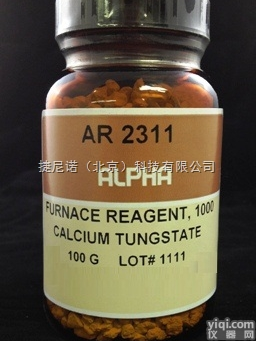 AR 2311
捷尼诺（北京）科技有限公司
ALPHA
FURNACE REAGENT, 1000
CALCIUM TUNGSTATE
100 G LOT# 1111
yiqi.com
仪器网